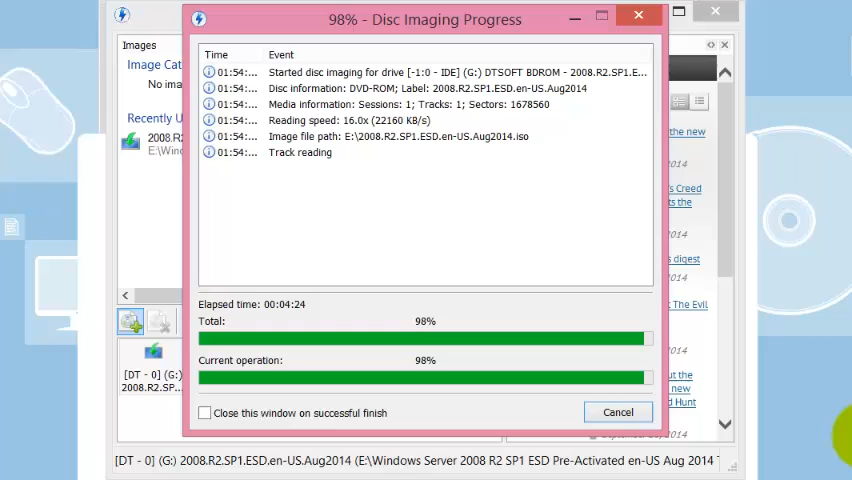 98% - Disc Imaging Progress
Images
Image Cat
No ima
Recently U
2008.R2
E:\Wind
Time Event
01:54:... Started disc imaging for drive [-1:0 - IDE] (G:) DTSOFT BDROM - 2008.R2.SP1.E...
01:54:... Disc information: DVD-ROM; Label: 2008.R2.SP1.ESD.en-US.Aug2014
01:54:... Media information: Sessions: 1; Tracks: 1; Sectors: 1678560
01:54:... Reading speed: 16.0x (22160 KB/s)
01:54:... Image file path: E:\2008.R2.SP1.ESD.en-US.Aug2014.iso
01:54:... Track reading
Elapsed time: 00:04:24
Total: 98%
Current operation: 98%
Close this window on successful finish
Cancel
the new
2014
's Creed
ts the
2014
s digest
2014
t The Evil
2014
ut the
new
d Hunt
2014
[DT - 0] (G:)
2008.R2.SP...
[DT - 0] (G:) 2008.R2.SP1.ESD.en-US.Aug2014 (E:\Windows Server 2008 R2 SP1 ESD Pre-Activated en-US Aug 2014